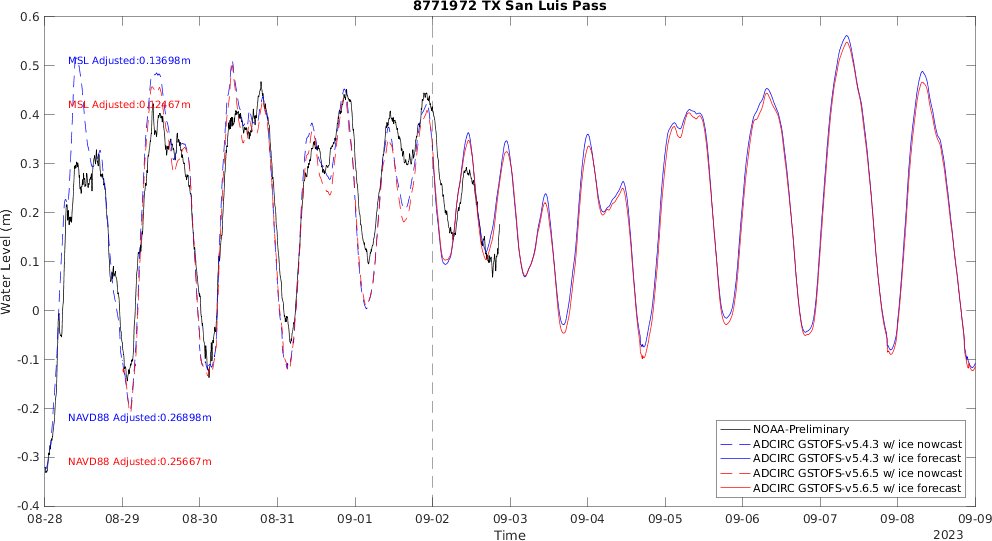 8771972 TX San Luis Pass
0.6
0.5
0.4
0.3
0.2
0.1
0
-0.1
-0.2
-0.3
-0.4
Water Level (m)
MSL Adjusted:0.13698m
MSL Adjusted:0.12467m
NAVD88 Adjusted:0.26898m
NAVD88 Adjusted:0.25667m
NOAA-Preliminary
ADCIRC GSTOFS-v5.4.3 w/ ice nowcast
ADCIRC GSTOFS-v5.4.3 w/ ice forecast
ADCIRC GSTOFS-v5.6.5 w/ ice nowcast
ADCIRC GSTOFS-v5.6.5 w/ ice forecast
08-28 08-29 08-30 08-31 09-01 09-02 09-03 09-04 09-05 09-06 09-07 09-08 09-09
Time
2023